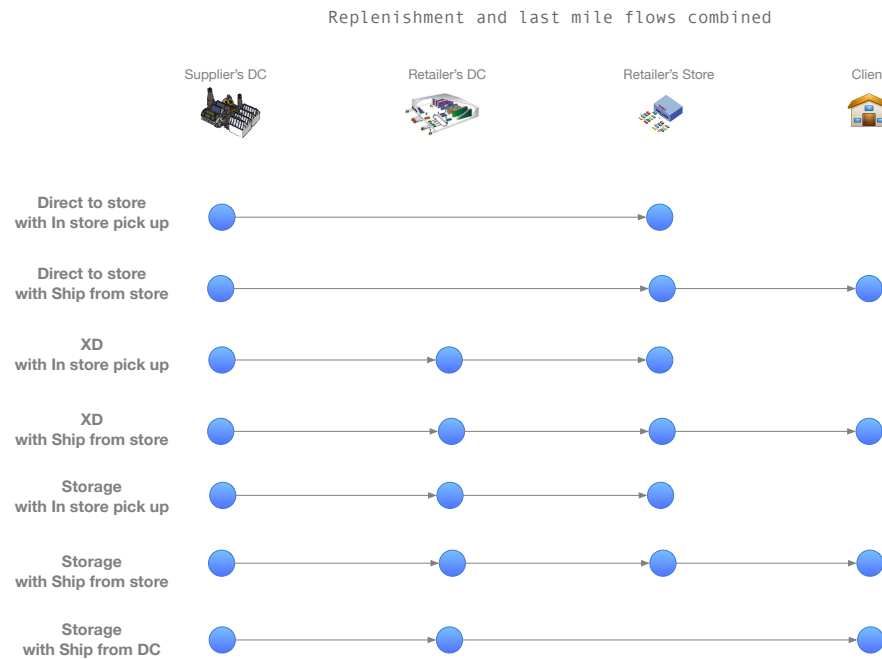 Replenishment and last mile flows combined
Supplier's DC
Retailer's DC
Retailer's Store
Clien
Direct to store
with In store pick up
Direct to store
with Ship from store
XD
with In store pick up
XD
with Ship from store
Storage
with In store pick up
Storage
with Ship from store
Storage
with Ship from DC